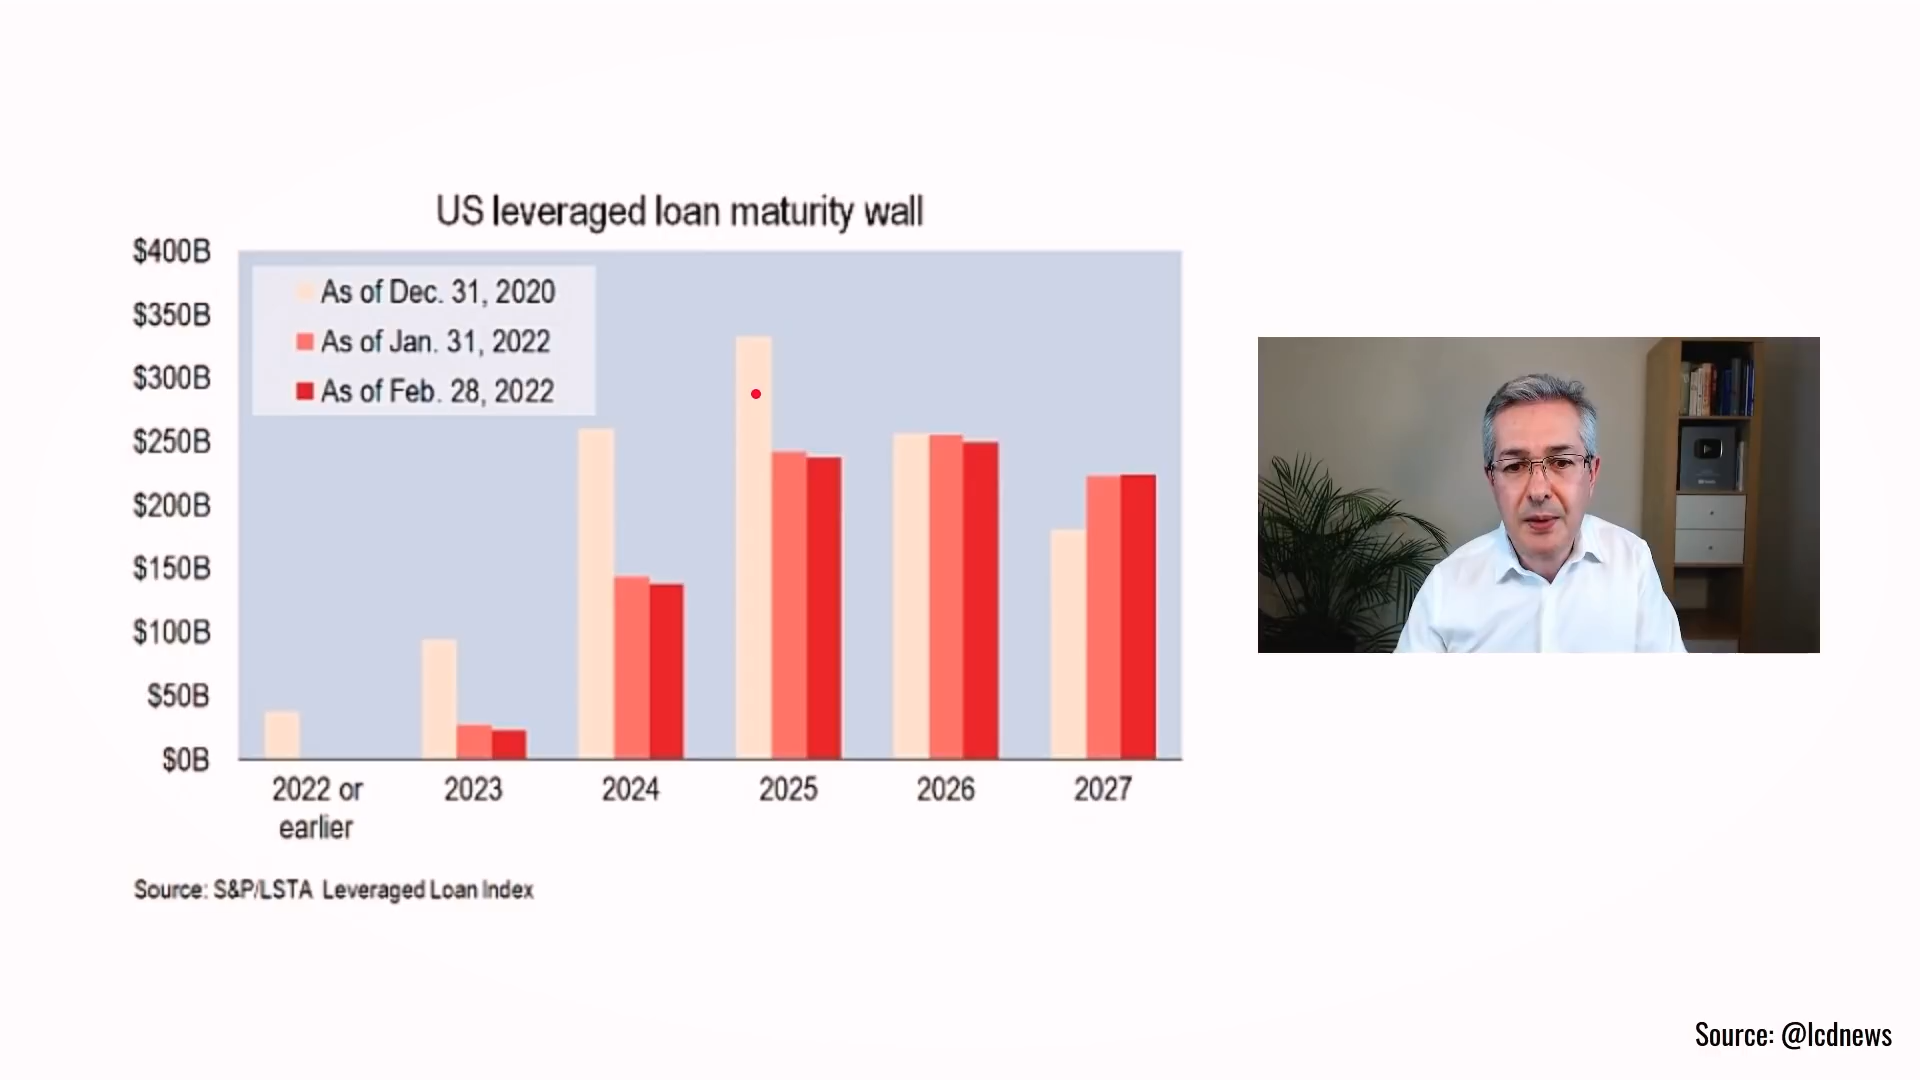 US leveraged loan maturity wall
$400B
$350B
$300B
$250B
$200B
$150B
$100B
$50B
$0B
As of Dec. 31, 2020
As of Jan. 31, 2022
As of Feb. 28, 2022
2022 or
earlier
2023
2024
2025
2026
2027
Source: S&P/LSTA Leveraged Loan Index
Source: @lcdnews